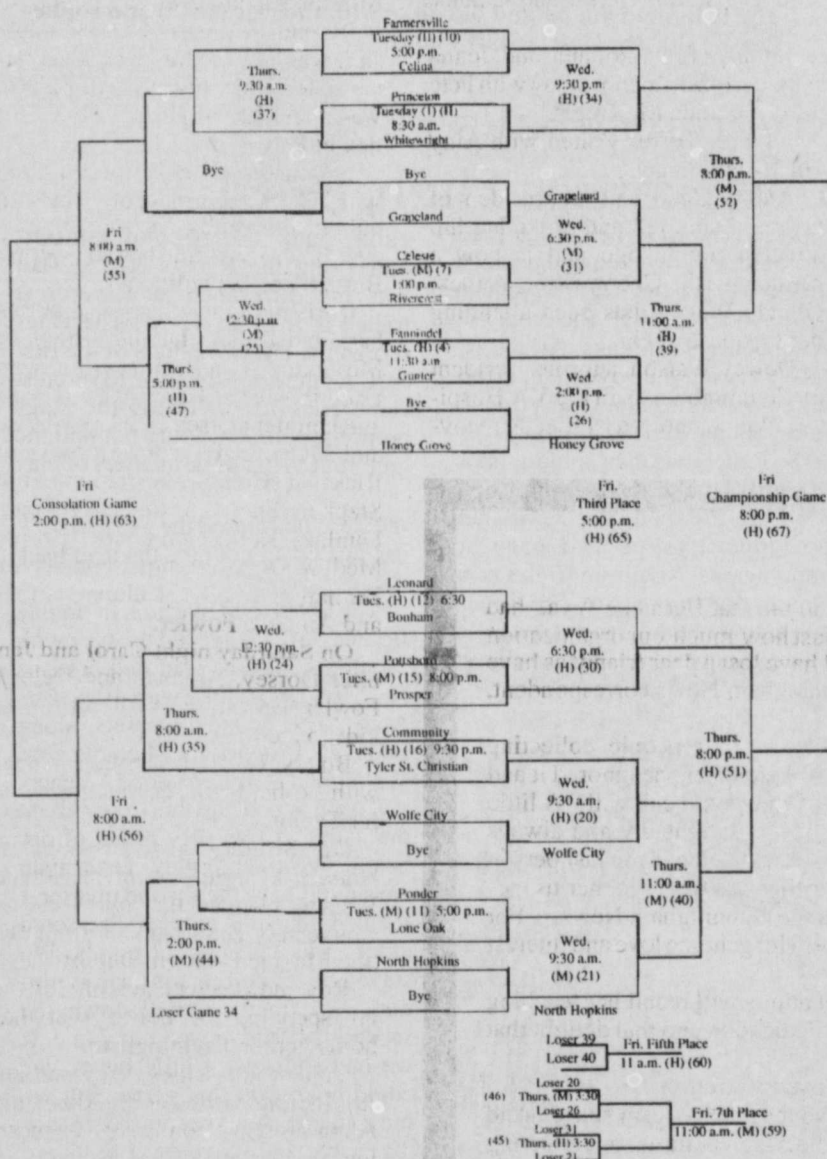 Farmersville
Tuesday (H) (10)
5:00 p.m.
Celina
Thurs.
9:30 a.m.
(H)
(37)
Princeton
Tuesday (1) (H)
8:30 a.m.
Whitewright
Wed.
9:30 p.m
(H) (34)
Bye
Bye
Grapeland
Grapeland
Thurs.
8:00 p.m.
(M)
(52)
Fri
8:00 a.m.
(M)
(55)
Celeste
Tues. (M) (7)
1:00 p.m.
Rivercrest
Wed.
6:30 p.m.
(M)
(31)
Wed.
12:30 p.m
(M)
(25)
Fannindel
Tues. (H) (4)
11:30 a.m.
Gunter
Thurs.
11:00 a.m.
(H)
(39)
Thurs.
5:00 p.m.
(H)
(47)
Bye
Honey Grove
Wed.
2:00 p.m.
(H)
(26)
Honey Grove
Fri
Consolation Game
2:00 p.m. (H) (63)
Fri.
Third Place
5:00 p.m.
(H) (65)
Fri
Championship Game
8:00 p.m.
(H) (67)
Leonard
Tues. (H) (12) 6:30
Bonham
Wed.
12:30 p.m.
(H) (24)
Pottsboro
Tues. (M) (15) 8:00 p.m.
Prosper
Wed.
6:30 p.m.
(H) (30)
Thurs.
8:00 a.m.
(H) (35)
Community
Tues. (H) (16) 9:30 p.m.
Tyler St. Christian
Thurs.
8:00 p.m.
(H) (51)
Fri
8:00 a.m.
(H) (56)
Wolfe City
Bye
Wed.
9:30 a.m.
(H) (20)
Wolfe City
Ponder
Tues. (M) (11) 5:00 p.m.
Lone Oak
Thurs.
11:00 a.m.
(M) (40)
Thurs.
2:00 p.m.
(M) (44)
North Hopkins
Bye
Wed.
9:30 a.m.
(M) (21)
Loser Game 34
North Hopkins
Loser 39
Loser 40
Fri. Fifth Place
11 a.m. (H) (60)
Loser 20
(46) Thurs. (M) 3:30
Loser 26
Loser 31
(45) Thurs. (H) 3:30
Loser 21
Fri. 7th Place
11:00 a.m. (M) (59)